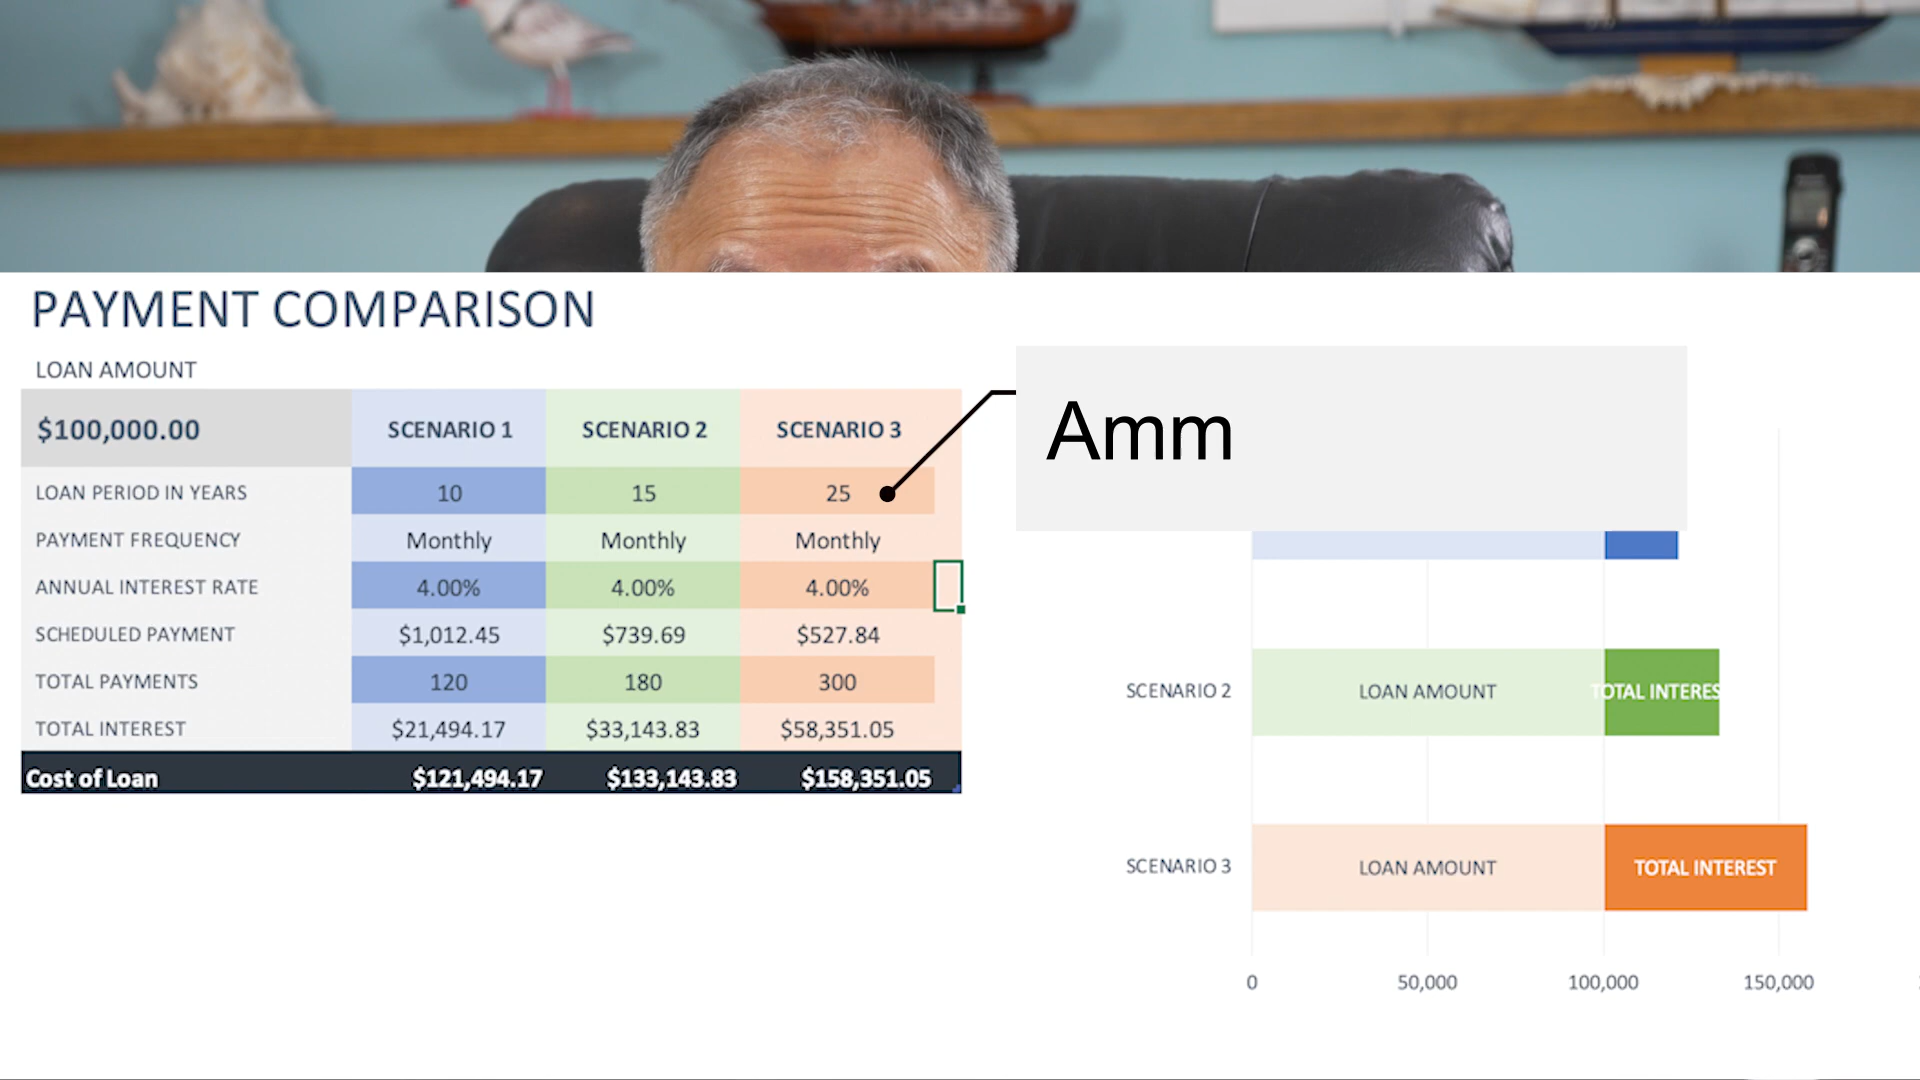 PAYMENT COMPARISON
LOAN AMOUNT
$100,000.00 SCENARIO 1 SCENARIO 2 SCENARIO 3
LOAN PERIOD IN YEARS 10 15 25
PAYMENT FREQUENCY Monthly Monthly Monthly
ANNUAL INTEREST RATE 4.00% 4.00% 4.00%
SCHEDULED PAYMENT $1,012.45 $739.69 $527.84
TOTAL PAYMENTS 120 180 300
TOTAL INTEREST $21,494.17 $33,143.83 $58,351.05
Cost of Loan $121,494.17 $133,143.83 $158,351.05
Amm
SCENARIO 2 LOAN AMOUNT TOTAL INTERES
SCENARIO 3 LOAN AMOUNT TOTAL INTEREST
0 50,000 100,000 150,000